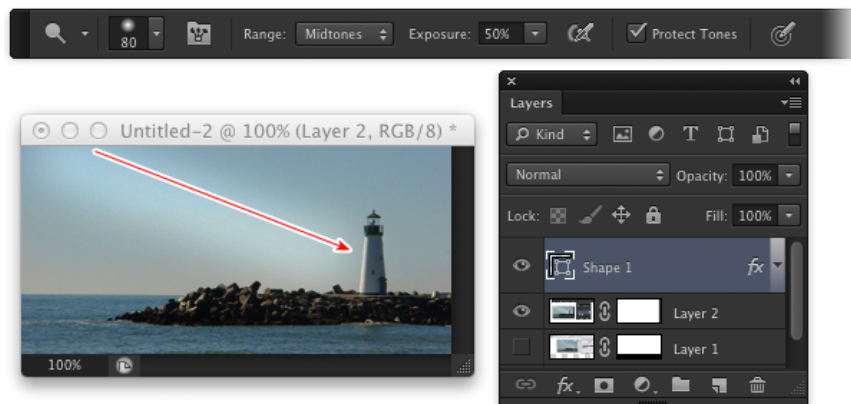 80 Range: Midtones Exposure: 50% Protect Tones
Untitled-2 @ 100% (Layer 2, RGB/8) *
100%
Layers
Kind T
Normal Opacity: 100%
Lock: Fill: 100%
Shape 1 fx
Layer 2
Layer 1
fx.